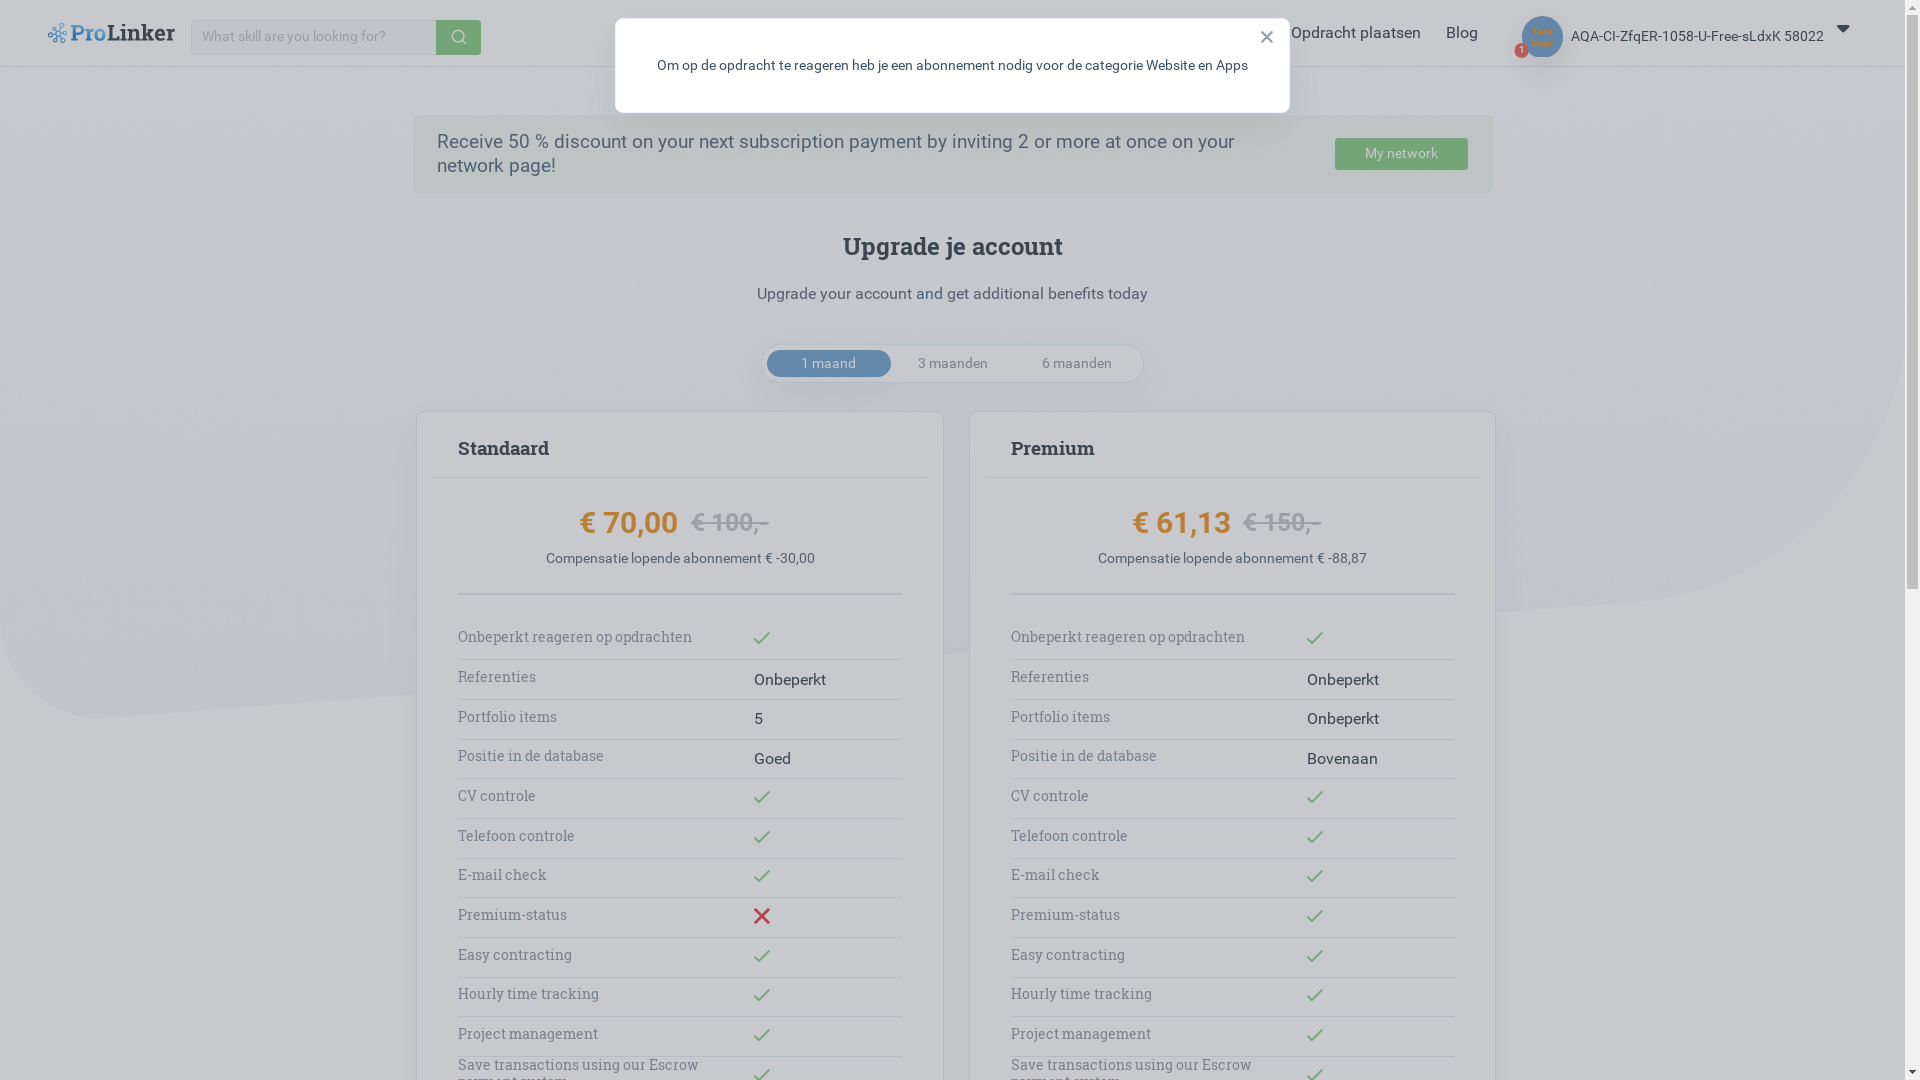 ProLinker
What skill are you looking for?
Opdracht plaatsen
Blog
1
AQA-CI-ZfqER-1058-U-Free-sLdxK 58022
Om op de opdracht te reageren heb je een abonnement nodig voor de categorie Website en Apps
Receive 50 % discount on your next subscription payment by inviting 2 or more at once on your
network page!
My network
Upgrade je account
Upgrade your account and get additional benefits today
1 maand
3 maanden
6 maanden
Standaard
€ 70,00 € 100,-
Compensatie lopende abonnement € -30,00
Onbeperkt reageren op opdrachten
Referenties Onbeperkt
Portfolio items 5
Positie in de database Goed
CV controle
Telefoon controle
E-mail check
Premium-status
Easy contracting
Hourly time tracking
Project management
Save transactions using our Escrow
Premium
€ 61,13 € 150,-
Compensatie lopende abonnement € -88,87
Onbeperkt reageren op opdrachten
Referenties Onbeperkt
Portfolio items Onbeperkt
Positie in de database Bovenaan
CV controle
Telefoon controle
E-mail check
Premium-status
Easy contracting
Hourly time tracking
Project management
Save transactions using our Escrow